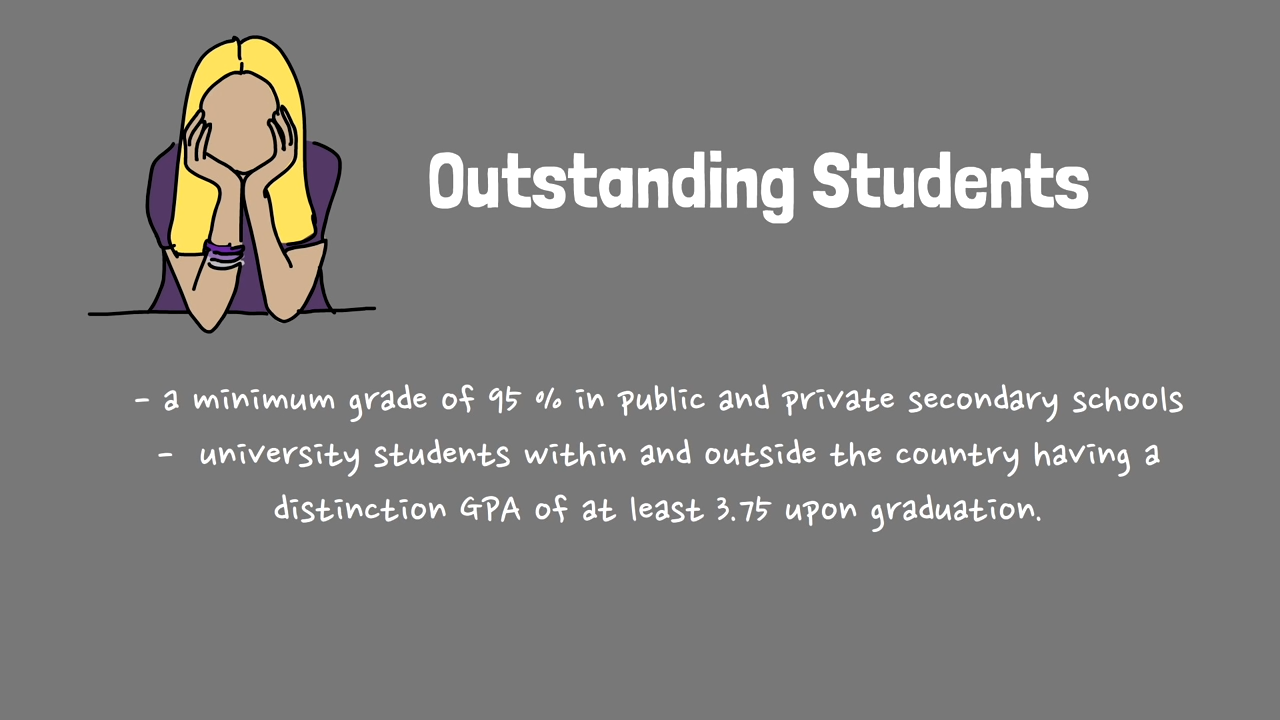 Outstanding Students
- a minimum grade of 95 % in public and private secondary schools
- university students within and outside the country having a
distinction GPA of at least 3.75 upon graduation.